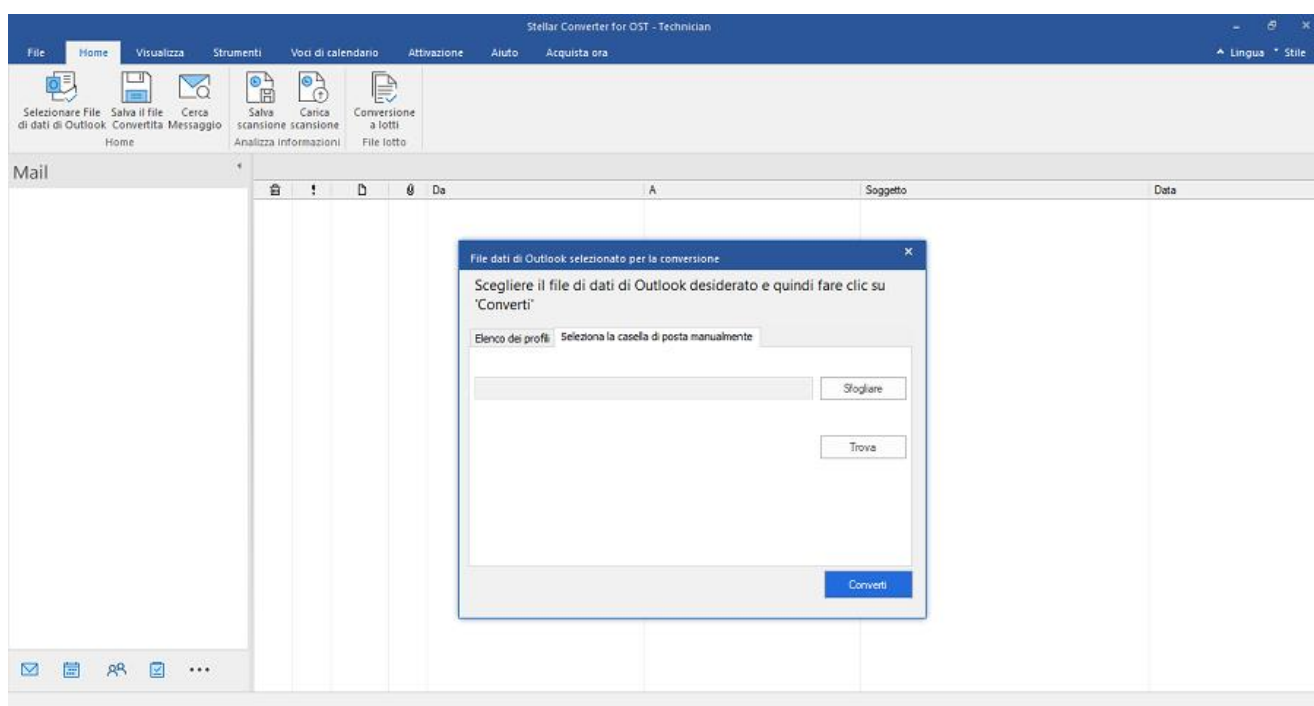 Stellar Converter for OST - Technician
File Home Visualizza Strumenti Voci di calendario Attivazione Aiuto Acquista ora Lingua Stile
Selezionare File Salva il file Cerca Salva Carica Conversione
di dati di Outlook Convertita Messaggio scansione scansione a lotti
Home Analizza informazioni File lotto
Mail
Da A Soggetto Data
File dati di Outlook selezionato per la conversione
Scegliere il file di dati di Outlook desiderato e quindi fare clic su
'Converti'
Elenco dei profili Seleziona la casella di posta manualmente
Sfogliare
Trova
Converti